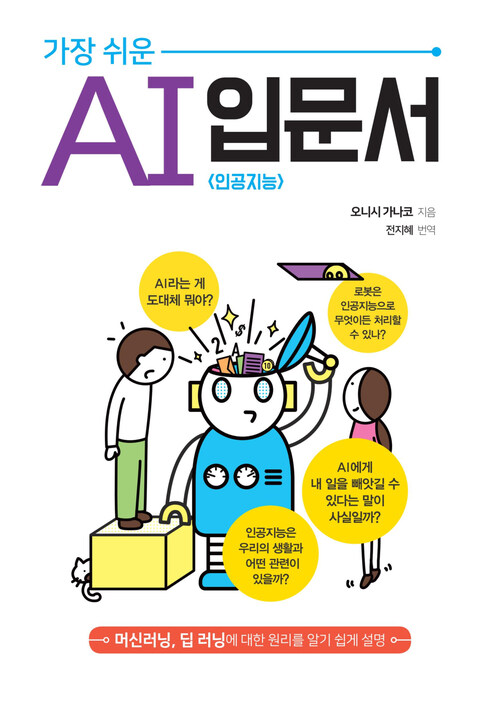 가장 쉬운
AI 입문서
<인공지능>
오니시 가나코 지음
전지혜 번역
AI라는 게
도대체 뭐야?
로봇은
인공지능으로
무엇이든 처리할
수 있나?
2
10
AI에게
내 일을 빼앗길 수
있다는 말이
사실일까?
인공지능은
우리의 생활과
어떤 관련이
있을까?
머신러닝, 딥 러닝에 대한 원리를 알기 쉽게 설명